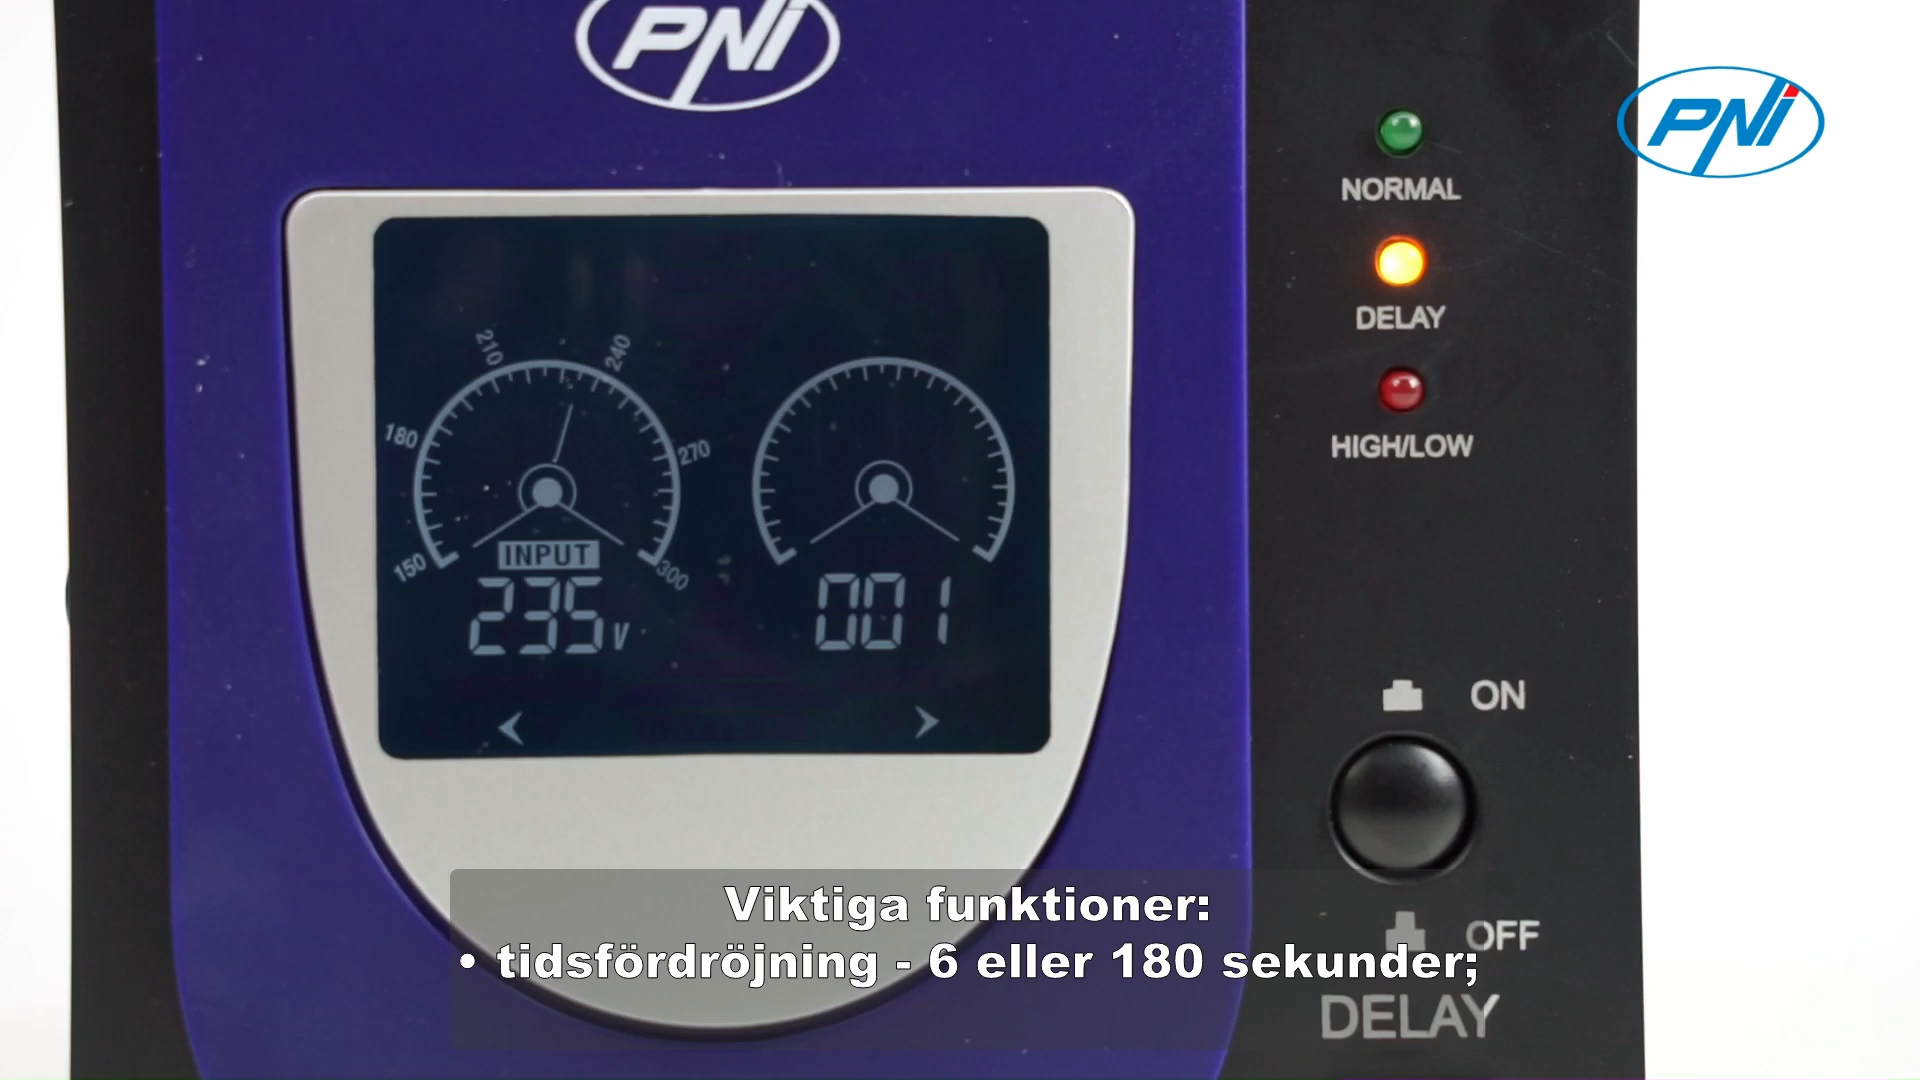 PNI
PNI
NORMAL
DELAY
HIGH/LOW
210
240
180
270
150
300
INPUT
235 V
001
ON
OFF
DELAY
Viktiga funktioner:
• tidsfördröjning - 6 eller 180 sekunder;